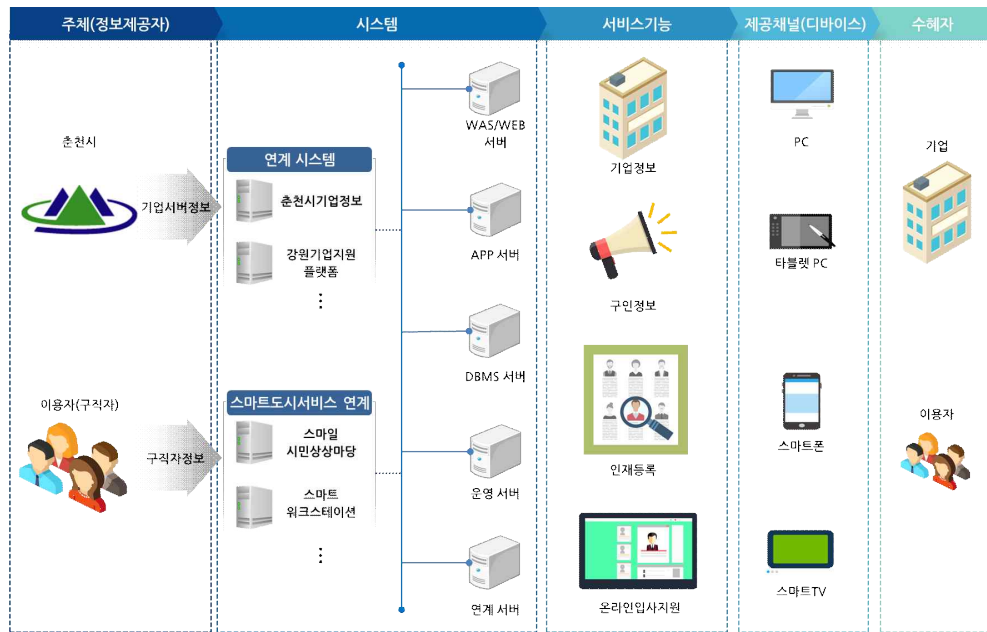 주체(정보제공자)
시스템
서비스기능
제공채널(디바이스)
수혜자
춘천시
기업서버정보
이용자(구직자)
구직자정보
연계 시스템
춘천시기업정보
강원기업지원
플랫폼
스마트도시서비스 연계
스마일
시민상상마당
스마트
워크스테이션
WAS/WEB
서버
APP 서버
DBMS 서버
운영 서버
연계 서버
기업정보
구인정보
인재등록
온라인입사지원
PC
타블렛 PC
스마트폰
스마트TV
기업
이용자